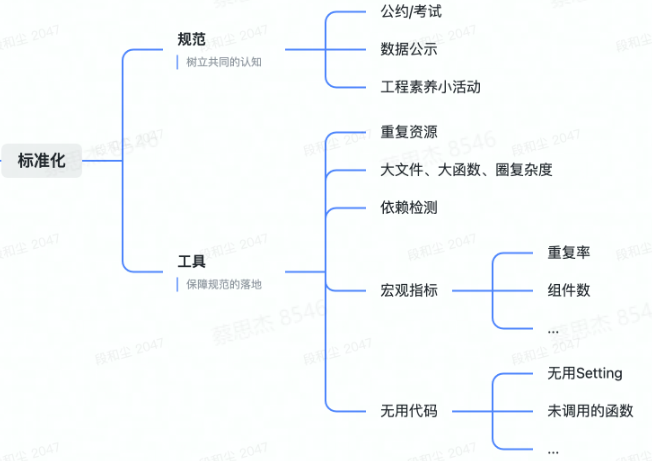 公约/考试
规范
树立共同的认知
数据公示
工程素养小活动
标准化
重复资源
大文件、大函数、圈复杂度
依赖检测
工具
保障规范的落地
宏观指标
重复率
组件数
...
无用代码
无用Setting
未调用的函数
...
段和尘 2047
蔡思杰 8546